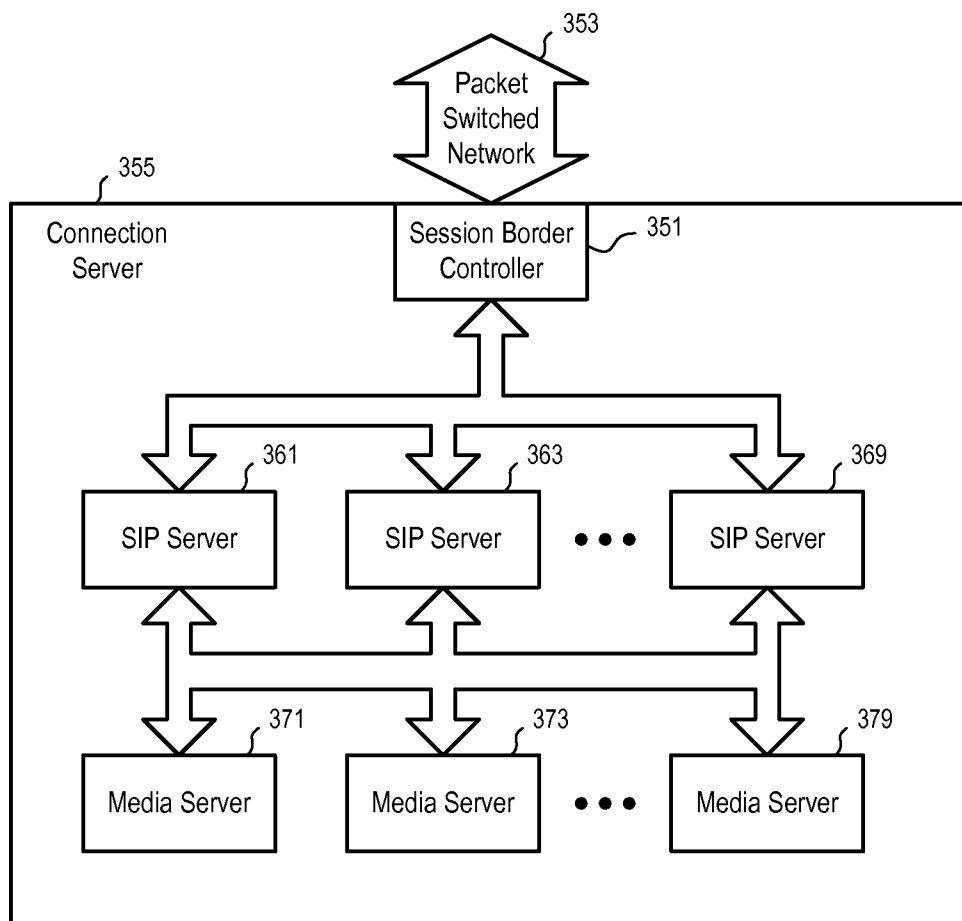 353
Packet
Switched
Network
355
Connection
Server
Session Border
Controller
351
361
363
369
SIP Server
SIP Server
SIP Server
371
373
379
Media Server
Media Server
Media Server